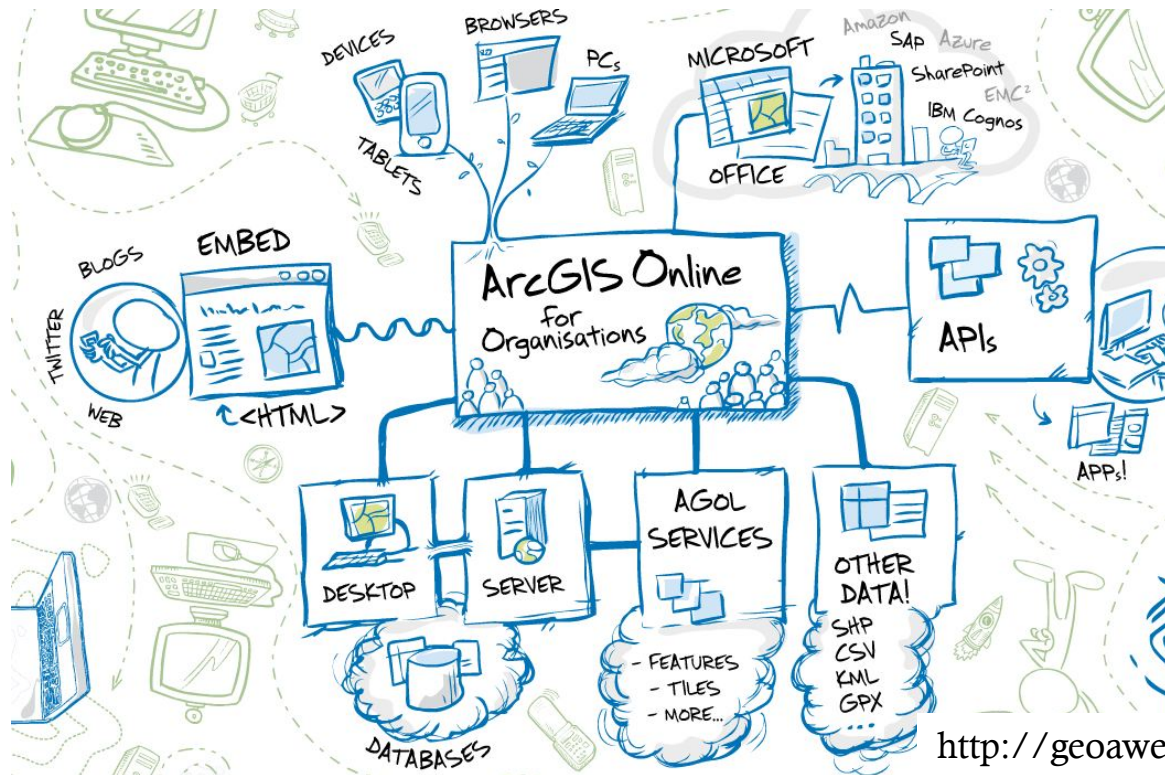 DEVICES
TABLETS
BROWSERS
PCs
MICROSOFT
OFFICE
Amazon
SAP Azure
SharePoint
EMC²
IBM Cognos
BLOGS
TWITTER
WEB
EMBED
<HTML>
ArcGIS Online
for
Organisations
APIs
APPs!
DESKTOP
SERVER
DATABASES
AGOL
SERVICES
- FEATURES
- TILES
- MORE...
OTHER
DATA!
SHP
CSV
KML
GPX
...
http://geoawe